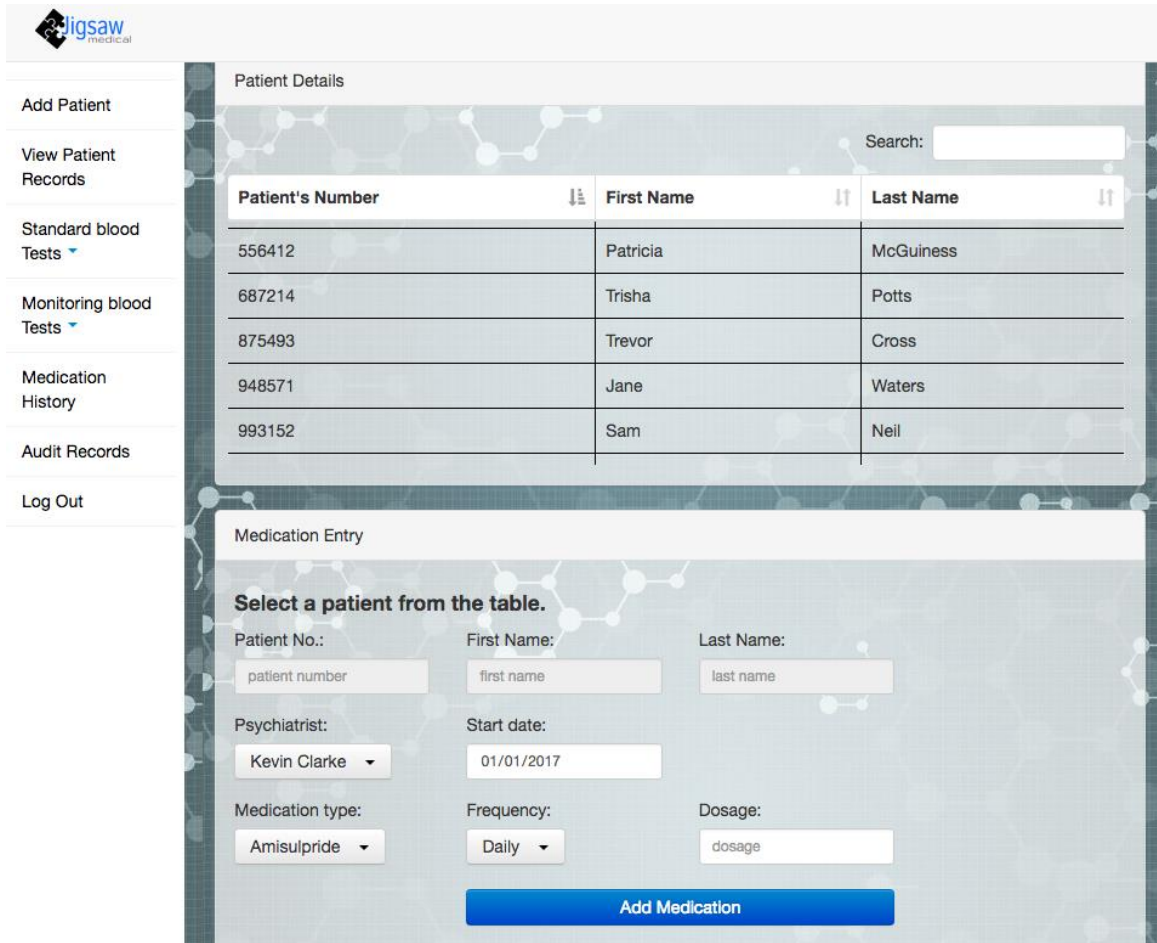 Jigsaw
medical
Add Patient
View Patient
Records
Standard blood
Tests
Monitoring blood
Tests
Medication
History
Audit Records
Log Out
Patient Details
Search:
Patient's Number First Name Last Name
556412 Patricia McGuiness
687214 Trisha Potts
875493 Trevor Cross
948571 Jane Waters
993152 Sam Neil
Medication Entry
Select a patient from the table.
Patient No.: First Name: Last Name:
patient number first name last name
Psychiatrist: Start date:
Kevin Clarke 01/01/2017
Medication type: Frequency: Dosage:
Amisulpride Daily dosage
Add Medication